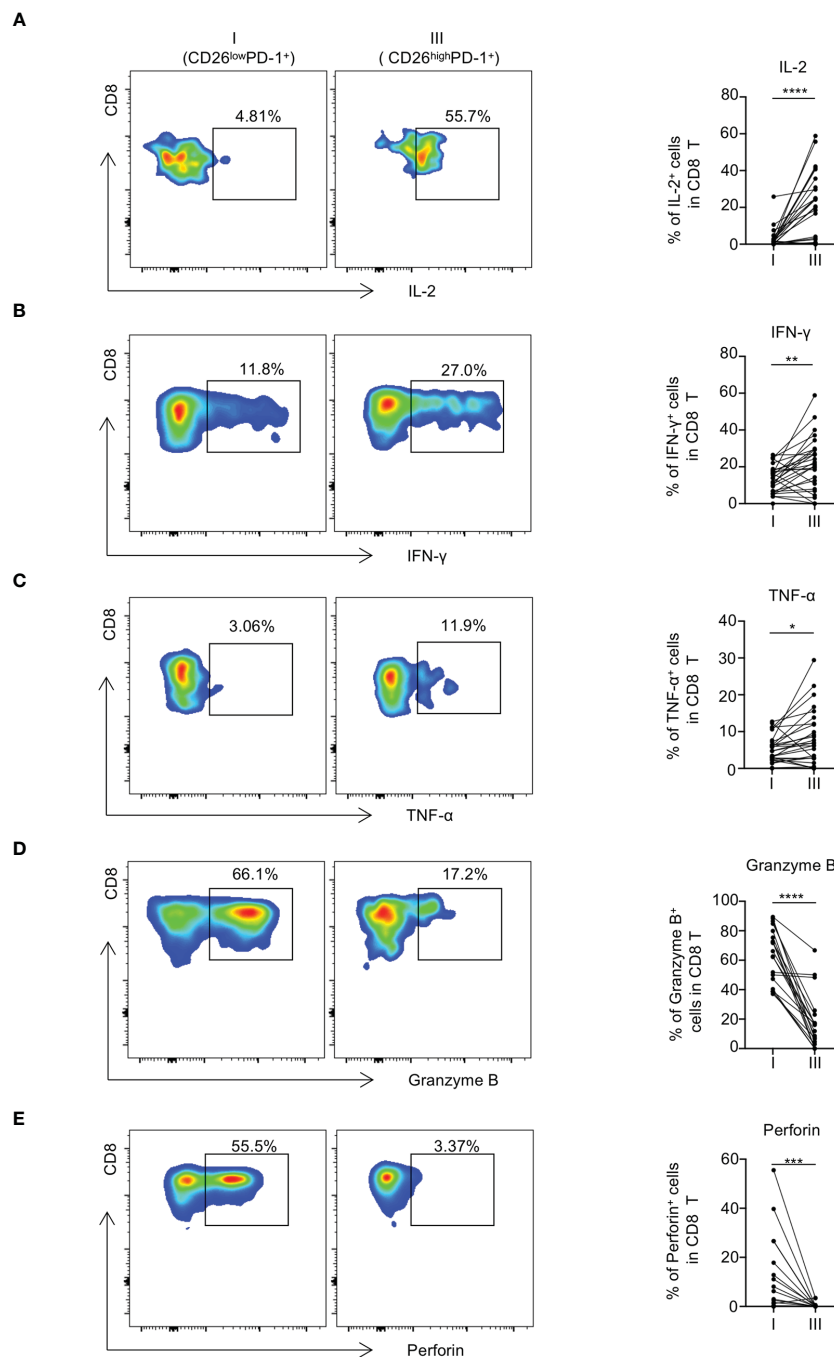 A
I
(CD26lowPD-1+)
III
( CD26highPD-1+)
CD8
4.81%
55.7%
IL-2
IL-2
****
% of IL-2+ cells
in CD8 T
80
60
40
20
0
I III
B
CD8
11.8%
27.0%
IFN-γ
IFN-γ
**
% of IFN-γ+ cells
in CD8 T
80
60
40
20
0
I III
C
CD8
3.06%
11.9%
TNF-α
TNF-α
*
% of TNF-α+ cells
in CD8 T
40
30
20
10
0
I III
D
CD8
66.1%
17.2%
Granzyme B
Granzyme B
****
% of Granzyme B+
cells in CD8 T
100
80
60
40
20
0
I III
E
CD8
55.5%
3.37%
Perforin
Perforin
***
% of Perforin+ cells
in CD8 T
60
40
20
0
I III